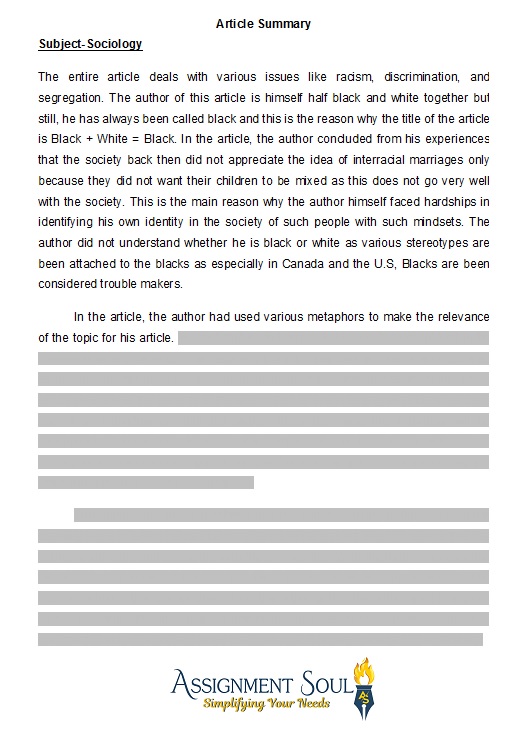 Article Summary
Subject-Sociology
The entire article deals with various issues like racism, discrimination, and
segregation. The author of this article is himself half black and white together but
still, he has always been called black and this is the reason why the title of the article
is Black + White = Black. In the article, the author concluded from his experiences
that the society back then did not appreciate the idea of interracial marriages only
because they did not want their children to be mixed as this does not go very well
with the society. This is the main reason why the author himself faced hardships in
identifying his own identity in the society of such people with such mindsets. The
author did not understand whether he is black or white as various stereotypes are
been attached to the blacks as especially in Canada and the U.S, Blacks are been
considered trouble makers.
In the article, the author had used various metaphors to make the relevance
of the topic for his article.
ASSIGNMENT SOUL
Simplifying Your Needs
AS